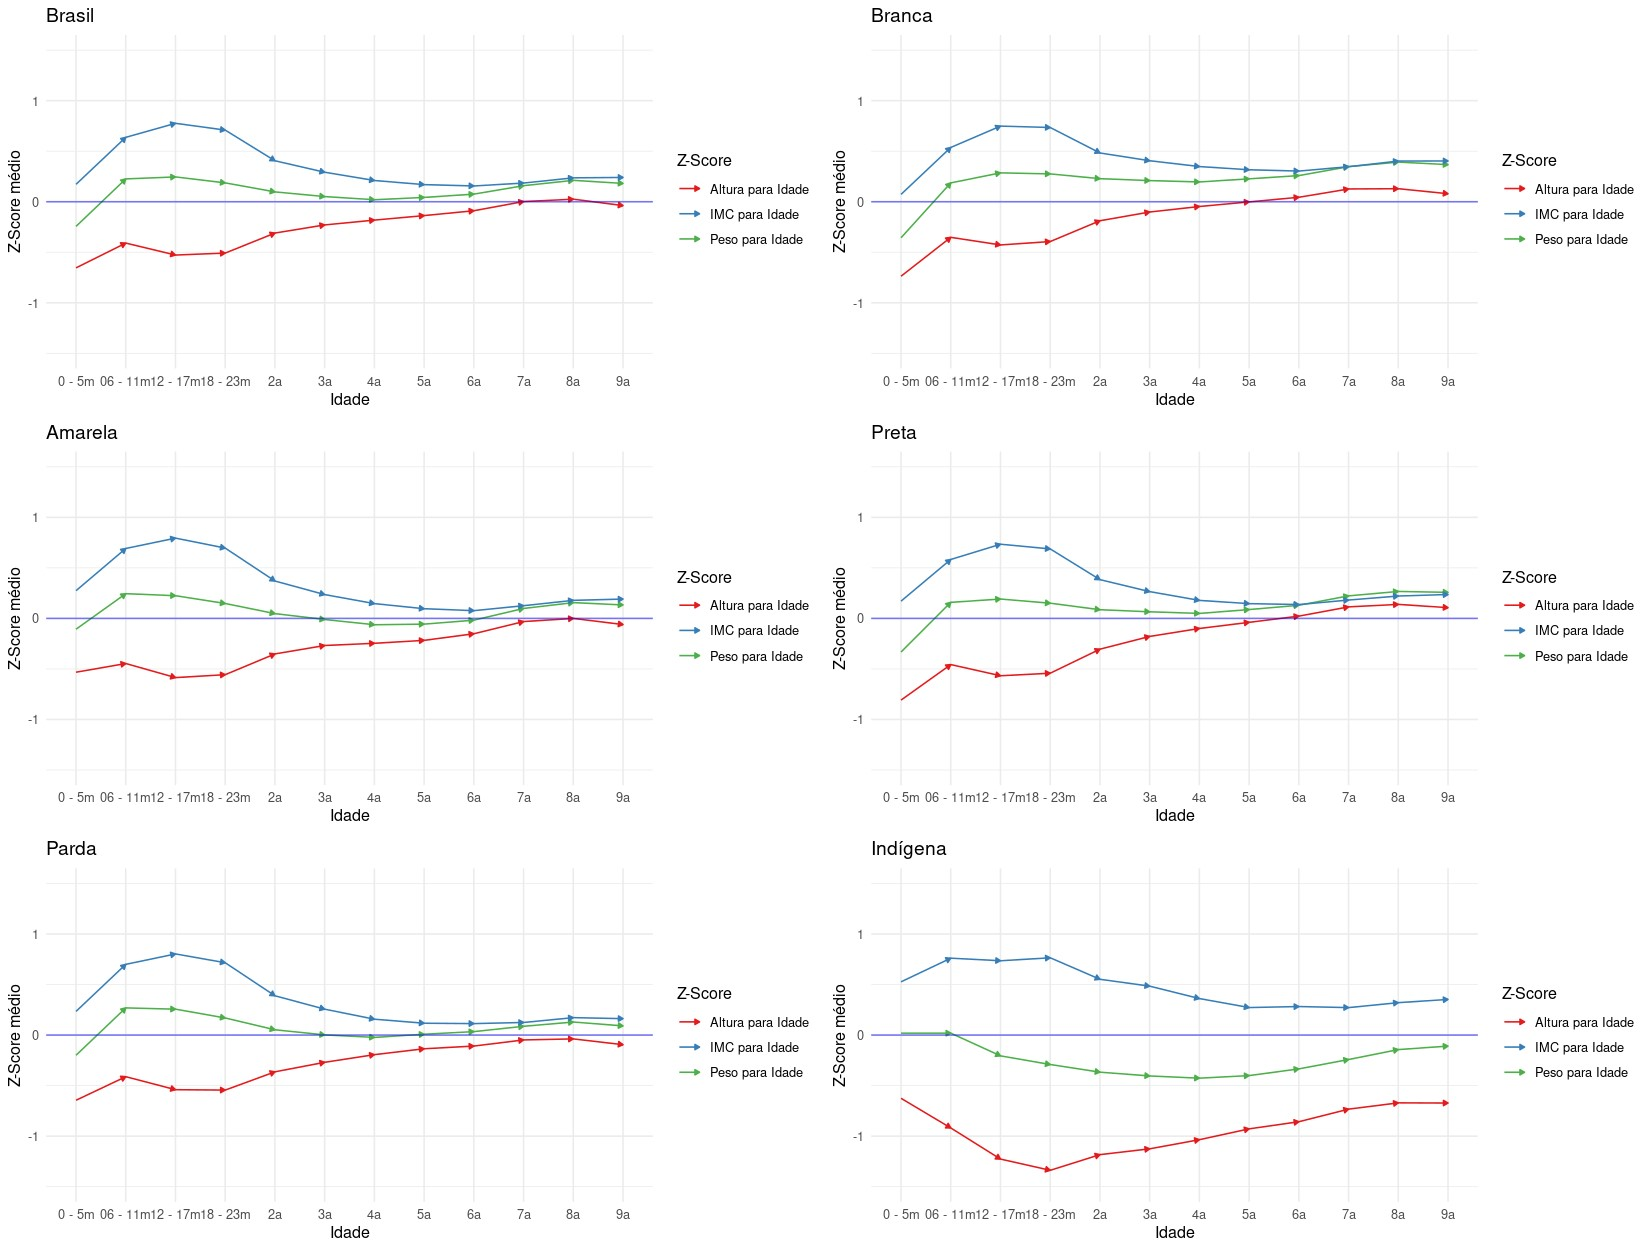 Brasil
Z-Score médio
1
0
-1
0 - 5m 06 - 11m 12 - 17m 18 - 23m 2a 3a 4a 5a 6a 7a 8a 9a
Idade
Z-Score
Altura para Idade
IMC para Idade
Peso para Idade
Branca
Z-Score médio
1
0
-1
0 - 5m 06 - 11m 12 - 17m 18 - 23m 2a 3a 4a 5a 6a 7a 8a 9a
Idade
Z-Score
Altura para Idade
IMC para Idade
Peso para Idade
Amarela
Z-Score médio
1
0
-1
0 - 5m 06 - 11m 12 - 17m 18 - 23m 2a 3a 4a 5a 6a 7a 8a 9a
Idade
Z-Score
Altura para Idade
IMC para Idade
Peso para Idade
Preta
Z-Score médio
1
0
-1
0 - 5m 06 - 11m 12 - 17m 18 - 23m 2a 3a 4a 5a 6a 7a 8a 9a
Idade
Z-Score
Altura para Idade
IMC para Idade
Peso para Idade
Parda
Z-Score médio
1
0
-1
0 - 5m 06 - 11m 12 - 17m 18 - 23m 2a 3a 4a 5a 6a 7a 8a 9a
Idade
Z-Score
Altura para Idade
IMC para Idade
Peso para Idade
Indígena
Z-Score médio
1
0
-1
0 - 5m 06 - 11m 12 - 17m 18 - 23m 2a 3a 4a 5a 6a 7a 8a 9a
Idade
Z-Score
Altura para Idade
IMC para Idade
Peso para Idade